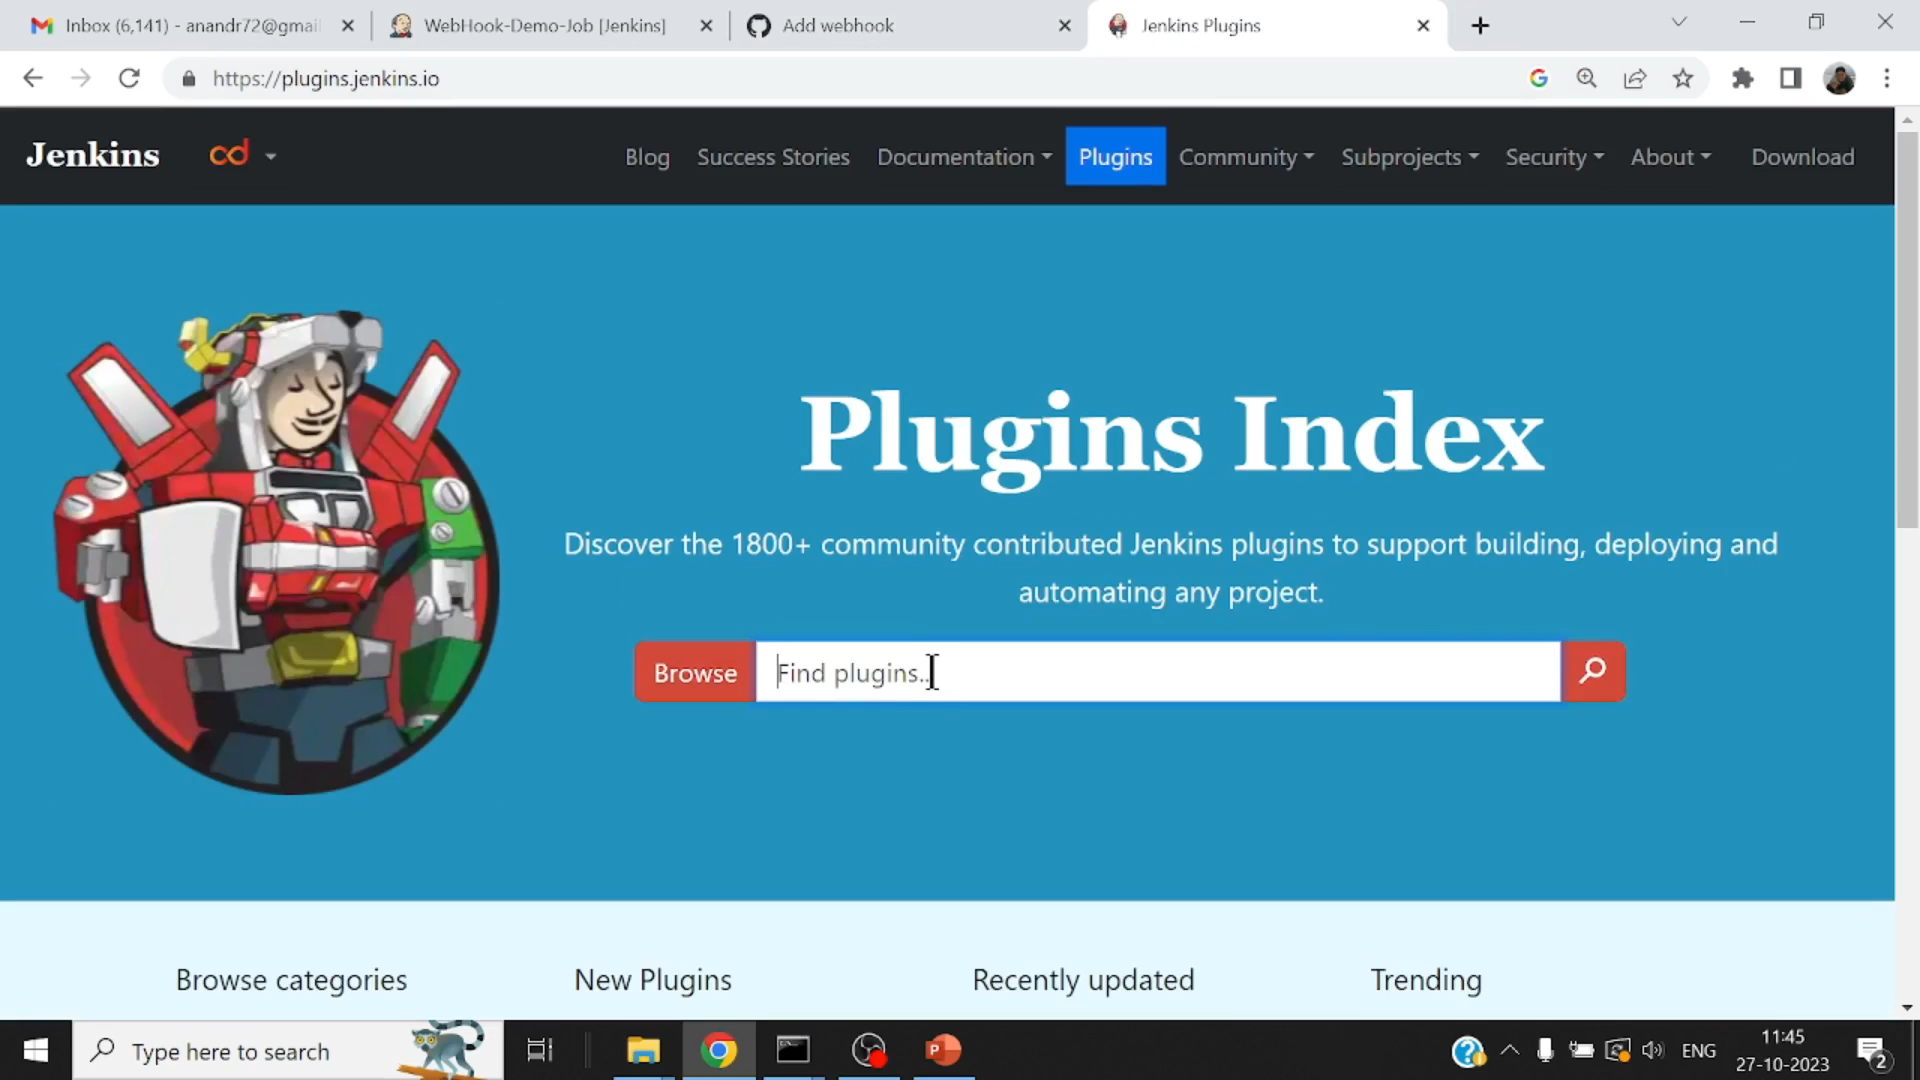 Inbox (6,141) - anandr72@gmai
WebHook-Demo-Job [Jenkins]
Add webhook
Jenkins Plugins
https://plugins.jenkins.io
Jenkins
cd
Blog
Success Stories
Documentation
Plugins
Community
Subprojects
Security
About
Download
Plugins Index
Discover the 1800+ community contributed Jenkins plugins to support building, deploying and
automating any project.
Browse
Find plugins...
Browse categories
New Plugins
Recently updated
Trending
Type here to search
ENG
11:45
27-10-2023
2